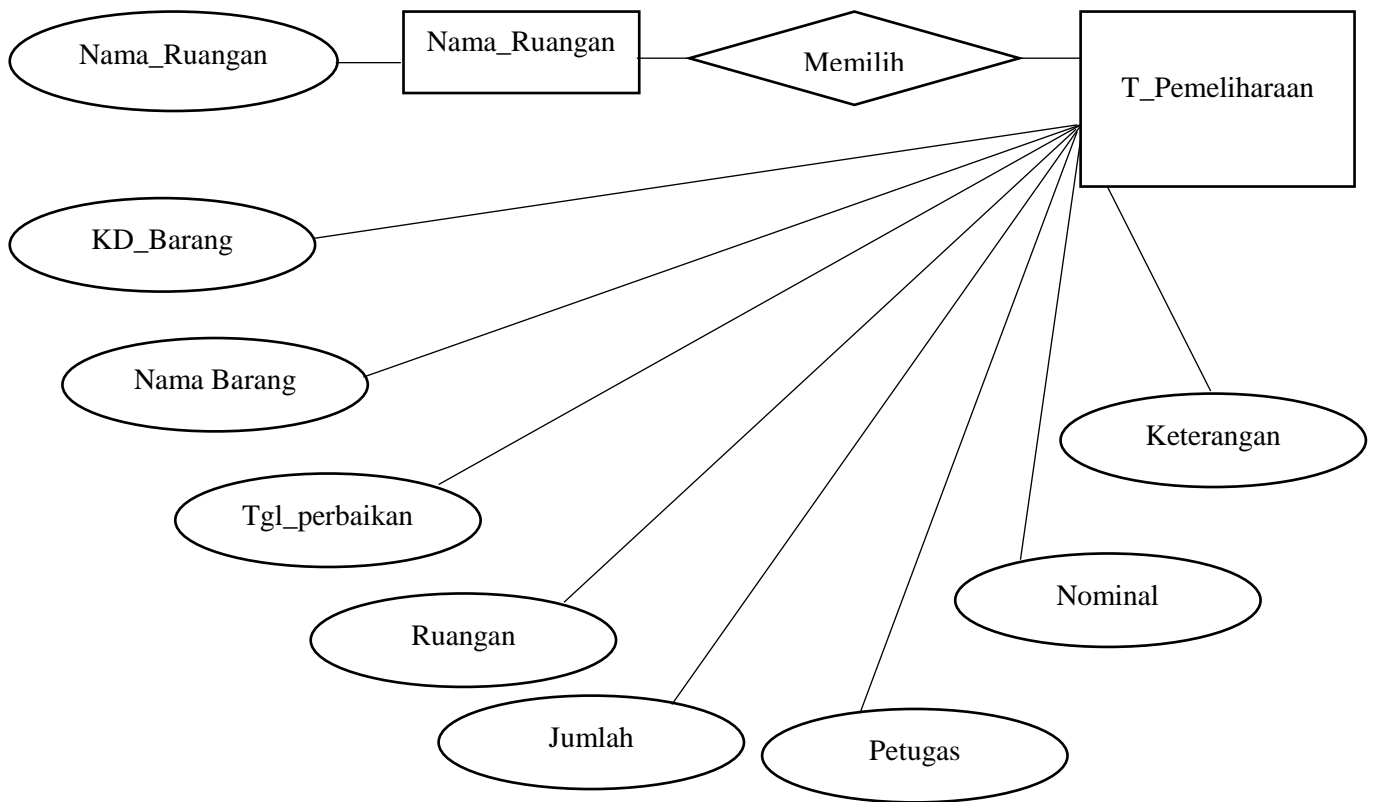 Nama_Ruangan
Nama_Ruangan
Memilih
T_Pemeliharaan
KD_Barang
Nama Barang
Keterangan
Tgl_perbaikan
Nominal
Ruangan
Jumlah
Petugas